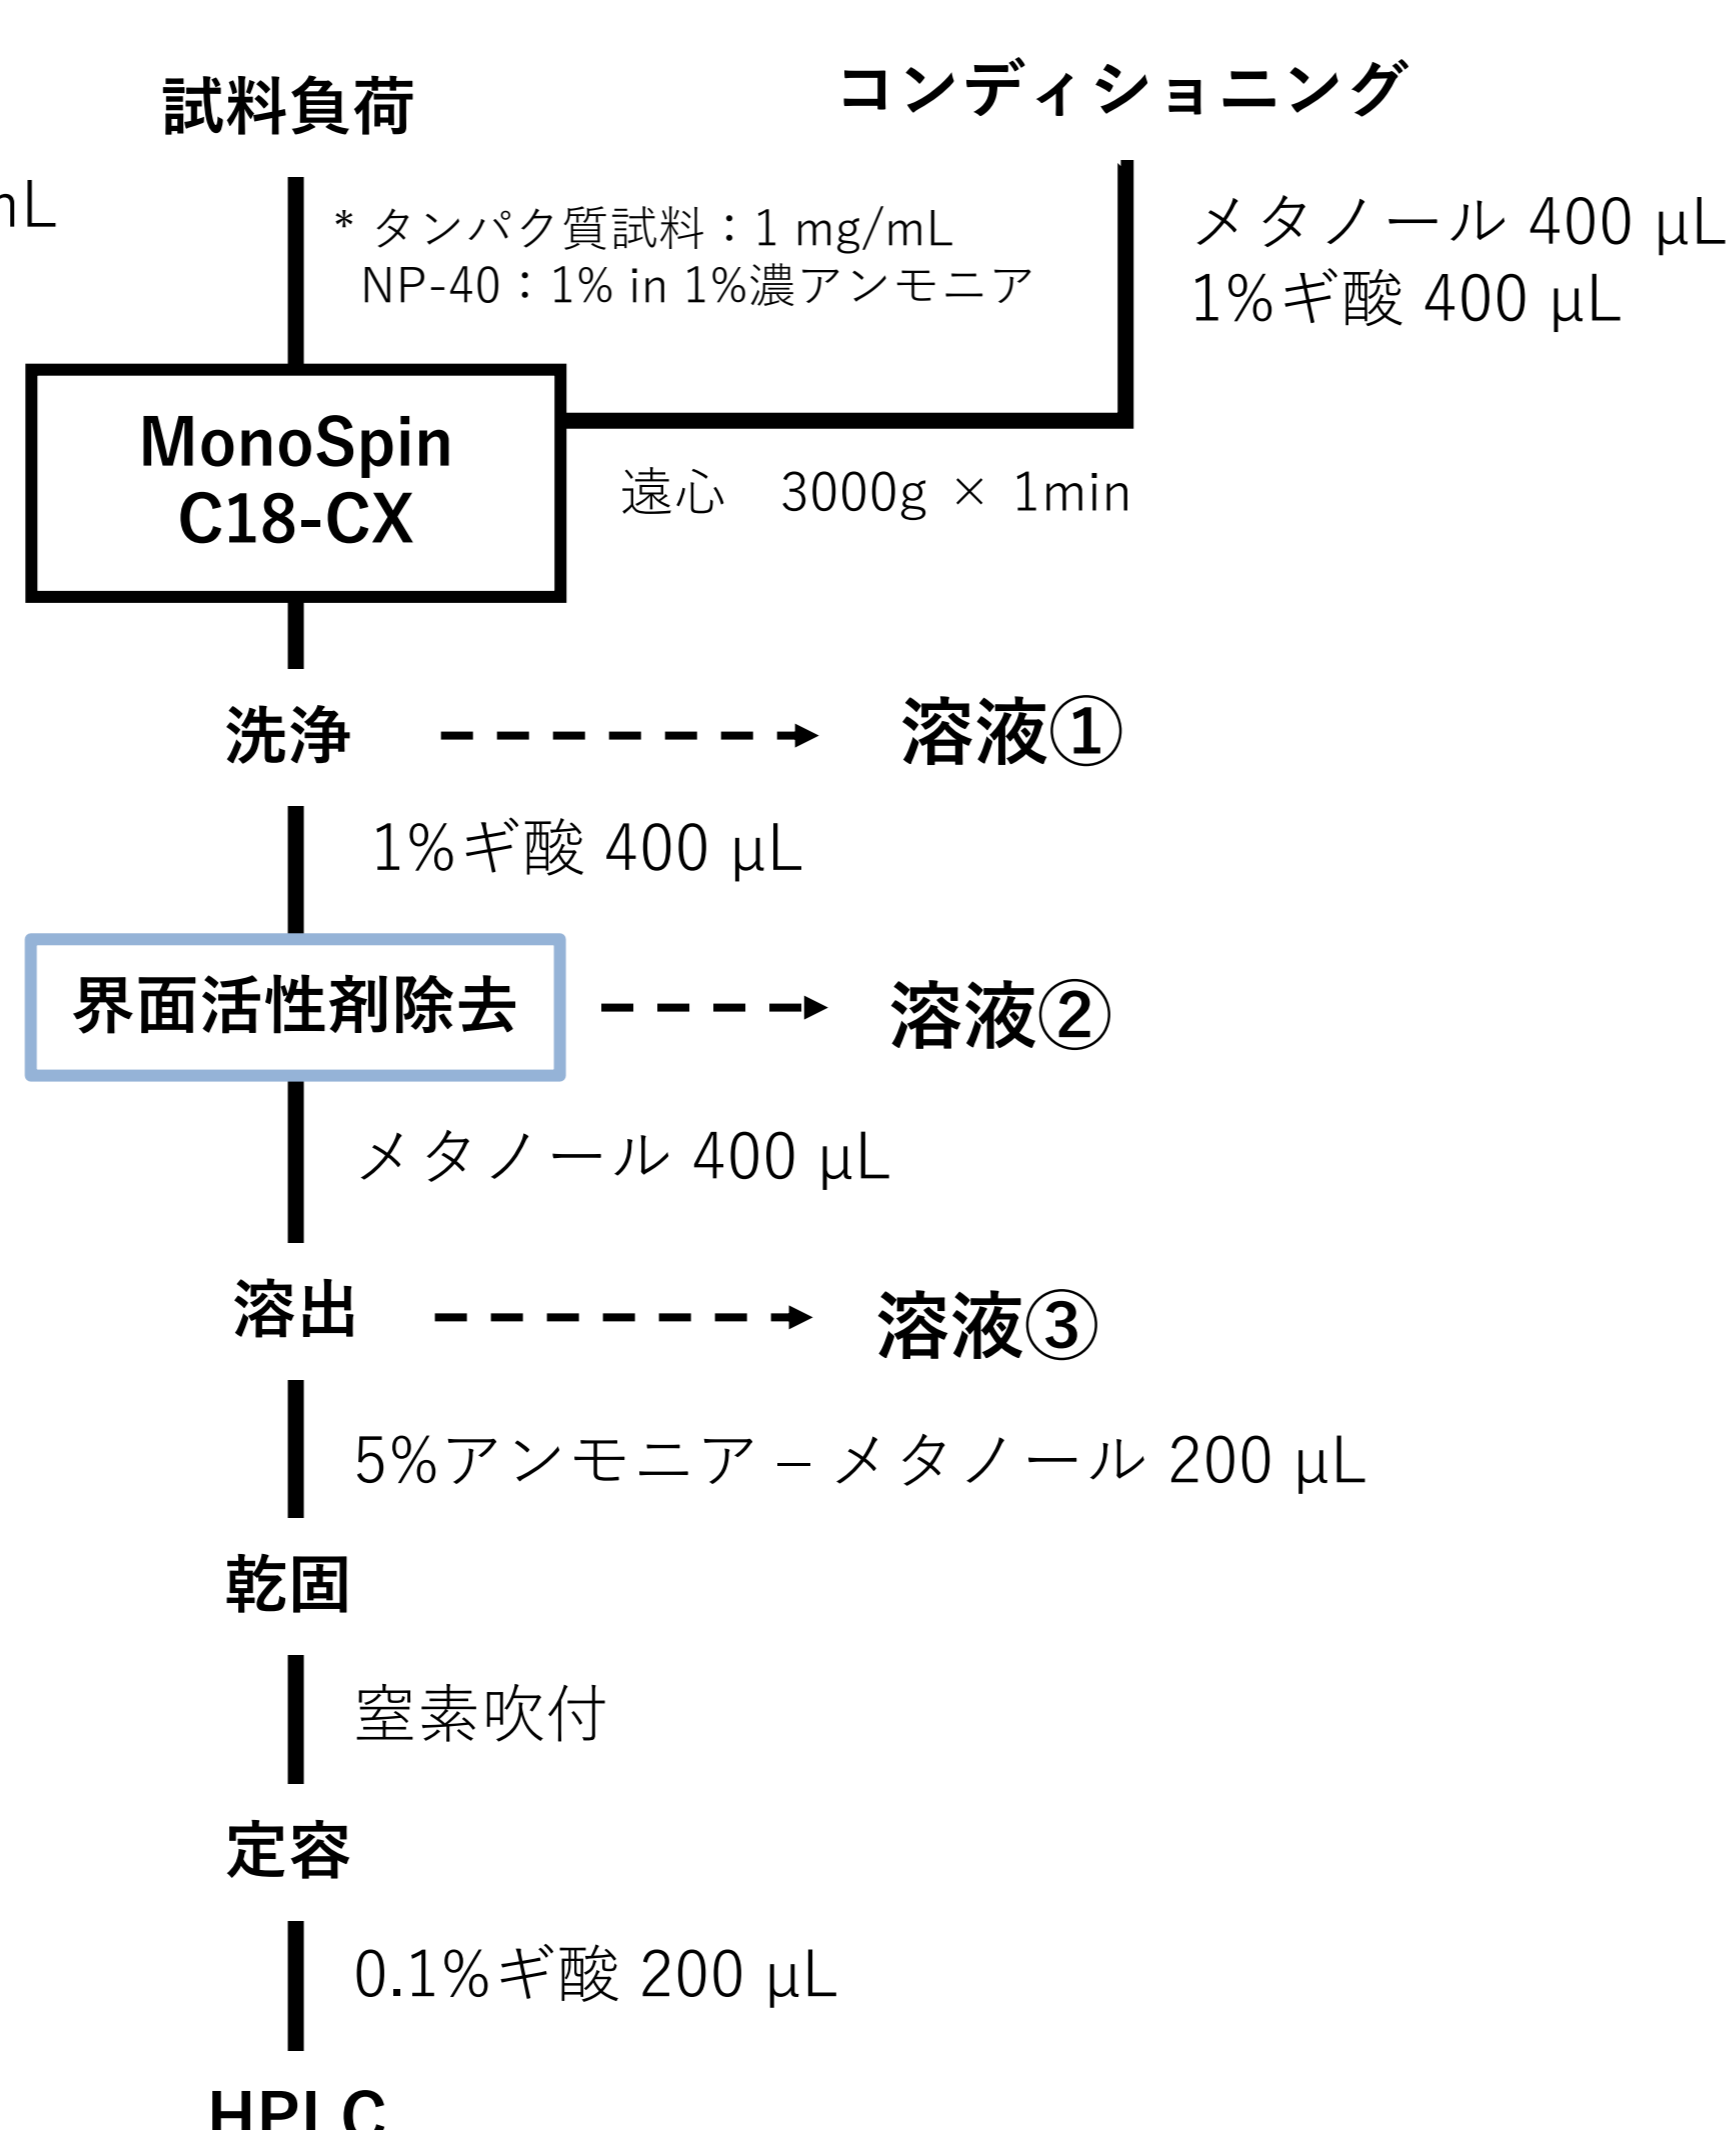 試料負荷
コンディショニング
mL
* タンパク質試料：1 mg/mL
NP-40：1% in 1%濃アンモニア
メタノール 400 μL
1%ギ酸 400 μL
MonoSpin
C18-CX
遠心　3000g × 1min
洗浄
溶液①
1%ギ酸 400 μL
界面活性剤除去
溶液②
メタノール 400 μL
溶出
溶液③
5%アンモニア – メタノール 200 μL
乾固
窒素吹付
定容
0.1%ギ酸 200 μL
HPLC